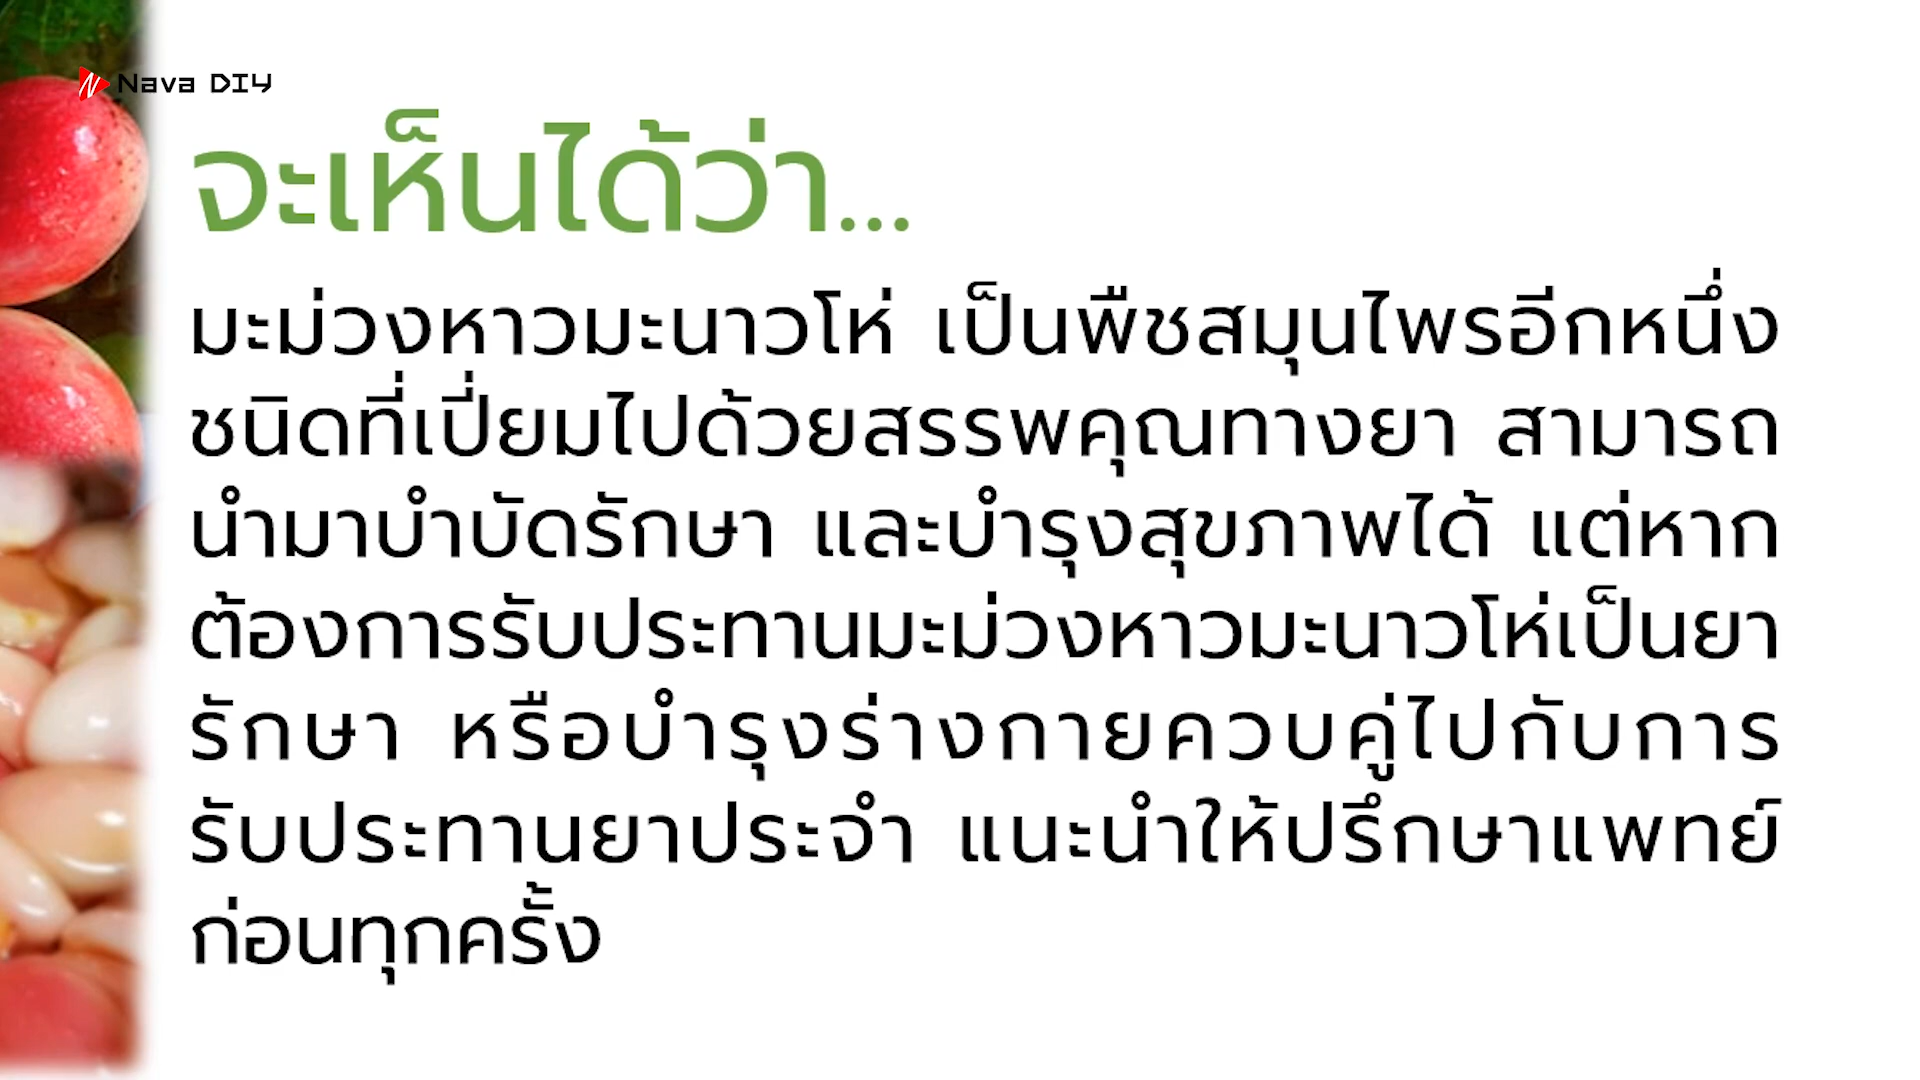 Nava DIY
จะเห็นได้ว่า...
มะม่วงหาวมะนาวโห่ เป็นพืชสมุนไพรอีกหนึ่ง
ชนิดที่เปี่ยมไปด้วยสรรพคุณทางยา สามารถ
นำมาบำบัดรักษา และบำรุงสุขภาพได้ แต่หาก
ต้องการรับประทานมะม่วงหาวมะนาวโห่เป็นยา
รักษา หรือบำรุงร่างกายควบคู่ไปกับการ
รับประทานยาประจำ แนะนำให้ปรึกษาแพทย์
ก่อนทุกครั้ง